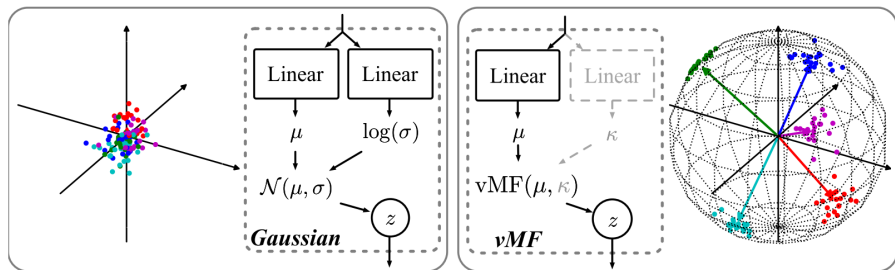 Linear Linear
μ log(σ)
𝒩(μ, σ)
z
Gaussian
Linear Linear
μ κ
vMF(μ, κ)
z
vMF